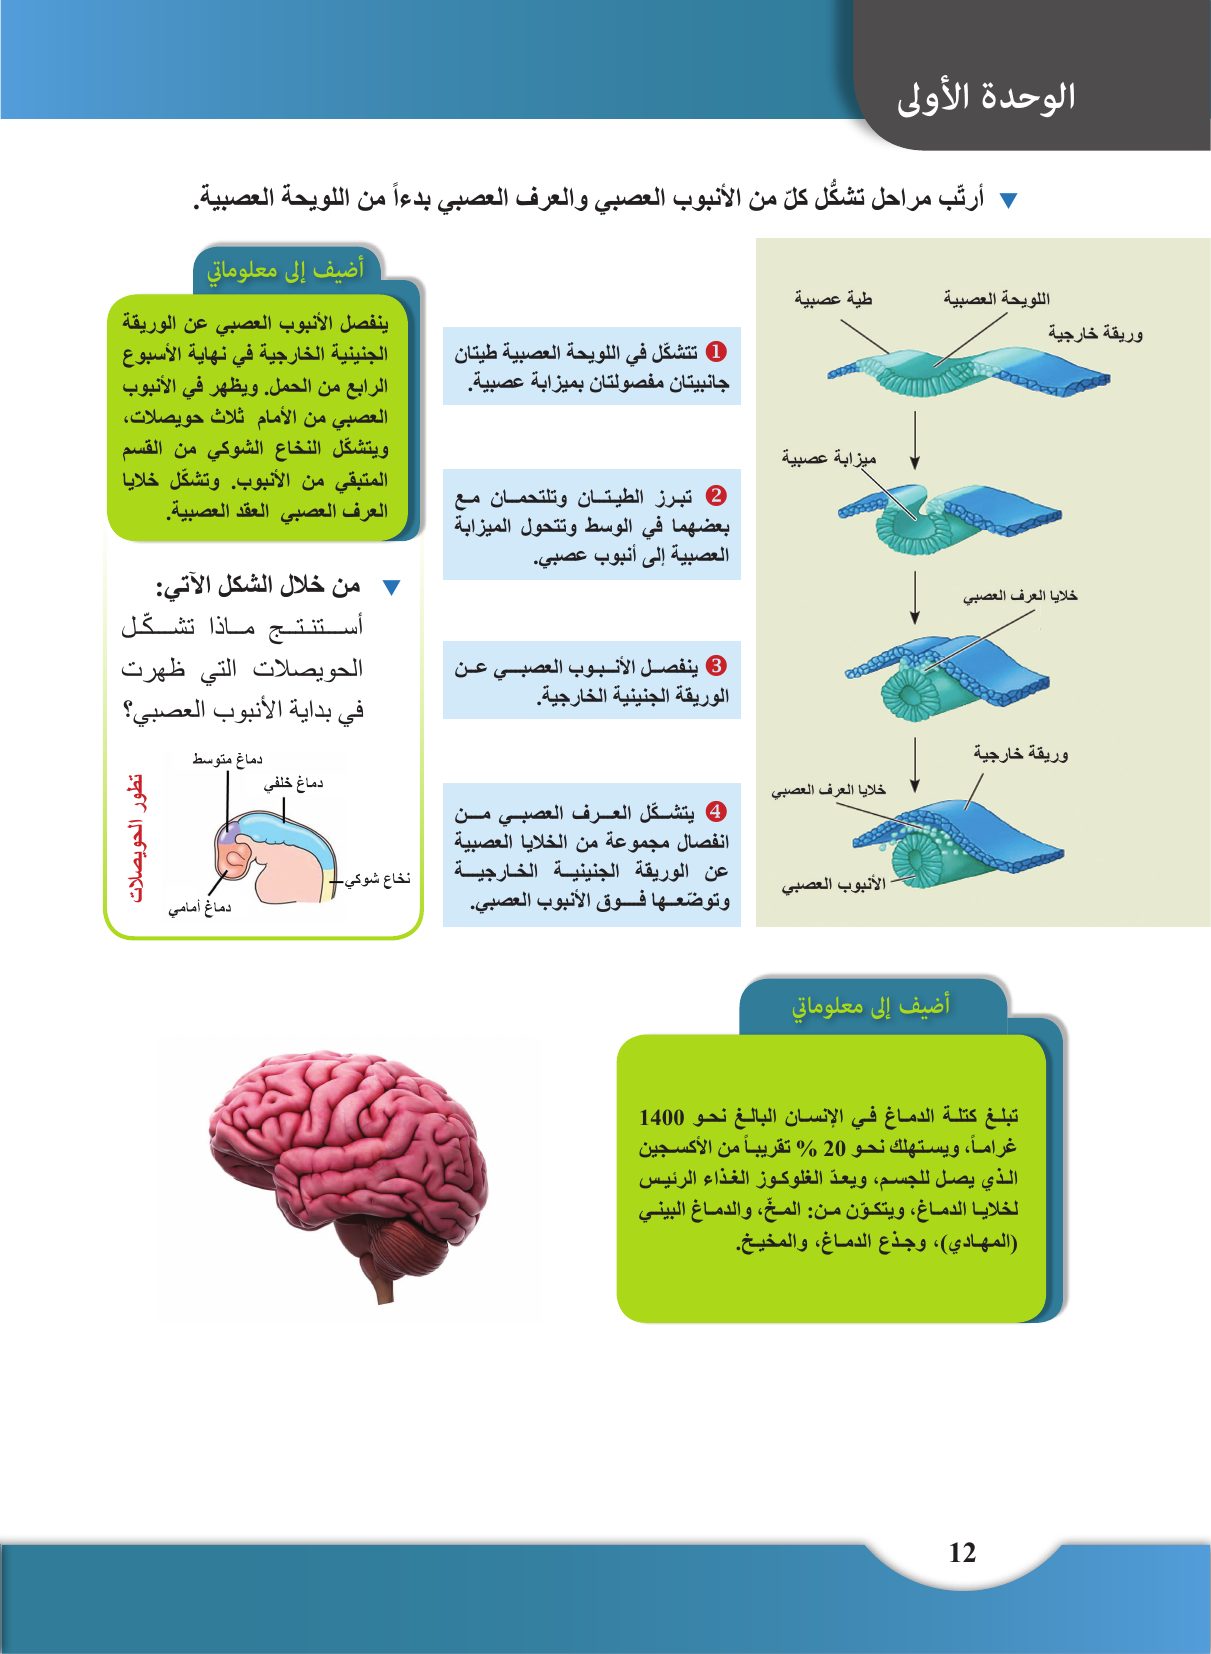 الوحدة الأولى
أرتّب مراحل تشكُّل كلّ من الأنبوب العصبي والعرف العصبي بدءاً من اللويحة العصبية.
اللويحة العصبية
طية عصبية
وريقة خارجية
ميزابة عصبية
خلايا العرف العصبي
وريقة خارجية
خلايا العرف العصبي
الأنبوب العصبي
1 تتشكّل في اللويحة العصبية طيتان
جانبيتان مفصولتان بميزابة عصبية.
2 تبرز الطيتان وتلتحمان مع
بعضهما في الوسط وتتحول الميزابة
العصبية إلى أنبوب عصبي.
3 ينفصل الأنبوب العصبي عن
الوريقة الجنينية الخارجية.
4 يتشكّل العرف العصبي من
انفصال مجموعة من الخلايا العصبية
عن الوريقة الجنينية الخارجية
وتوضّعها فوق الأنبوب العصبي.
أضيف إلى معلوماتي
ينفصل الأنبوب العصبي عن الوريقة
الجنينية الخارجية في نهاية الأسبوع
الرابع من الحمل. ويظهر في الأنبوب
العصبي من الأمام ثلاث حويصلات،
ويتشكّل النخاع الشوكي من القسم
المتبقي من الأنبوب. وتشكّل خلايا
العرف العصبي العقد العصبية.
من خلال الشكل الآتي:
أستنتج ماذا تشكّل
الحويصلات التي ظهرت
في بداية الأنبوب العصبي؟
دماغ متوسط
دماغ خلفي
نخاع شوكي
دماغ أمامي
تطور الحويصلات
أضيف إلى معلوماتي
تبلغ كتلة الدماغ في الإنسان البالغ نحو 1400
غراماً، ويستهلك نحو 20 % تقريباً من الأكسجين
الذي يصل للجسم، ويعدّ الغلوكوز الغذاء الرئيس
لخلايا الدماغ، ويتكوّن من: المخّ، والدماغ البيني
(المهادي)، وجذع الدماغ، والمخيخ.
12